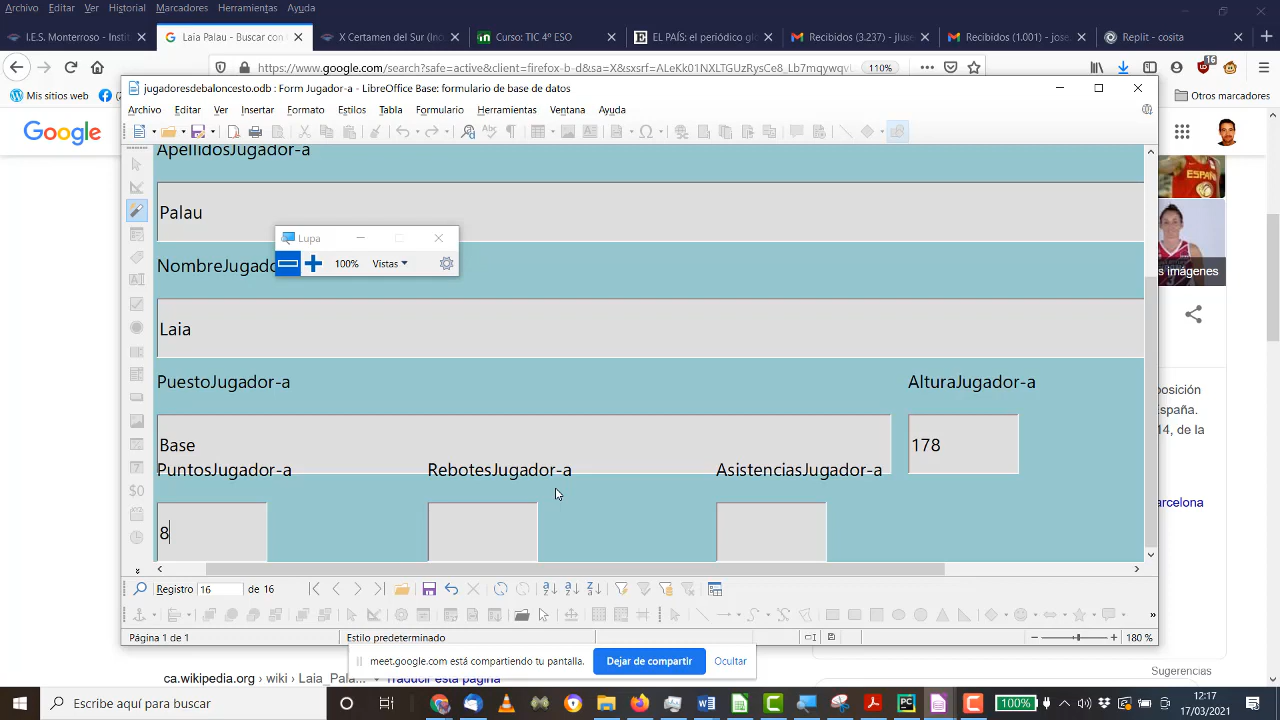 Archivo Editar Ver Historial Marcadores Herramientas Ayuda
I.E.S. Monterroso - Instit
Laia Palau - Buscar con
X Certamen del Sur (Incu
Curso: TIC 4º ESO
EL PAÍS: el periódico gl
Recibidos (3.237) - jluse
Recibidos (1.001) - jose
Replit - cosita
https://www.google.com/search?safe=active&client=firefox-b-d&sa=X&sxsrf=ALeKk01NXLTGUzRysCe8_Lb7mqywqvl
110%
16
Mis sitios web
Otros marcadores
Google
jugadoresdebaloncesto.odb : Form Jugador-a - LibreOffice Base: formulario de base de datos
Archivo Editar Ver Insertar Formato Estilos Tabla Formulario Herramientas Ventana Ayuda
ApellidosJugador-a
Palau
Lupa
100% Vistas
NombreJugado
Laia
PuestoJugador-a AlturaJugador-a
Base 178
PuntosJugador-a RebotesJugador-a AsistenciasJugador-a
8
ESPAÑA
s imágenes
posición
España.
14, de la
arcelona
Registro 16 de 16
Página 1 de 1 Estilo predeterminado 180 %
meet.google.com está compartiendo tu pantalla. Dejar de compartir Ocultar
Sugerencias
ca.wikipedia.org › wiki › Laia_Pala... Traducir esta página
Escribe aquí para buscar
100%
12:17
17/03/2021